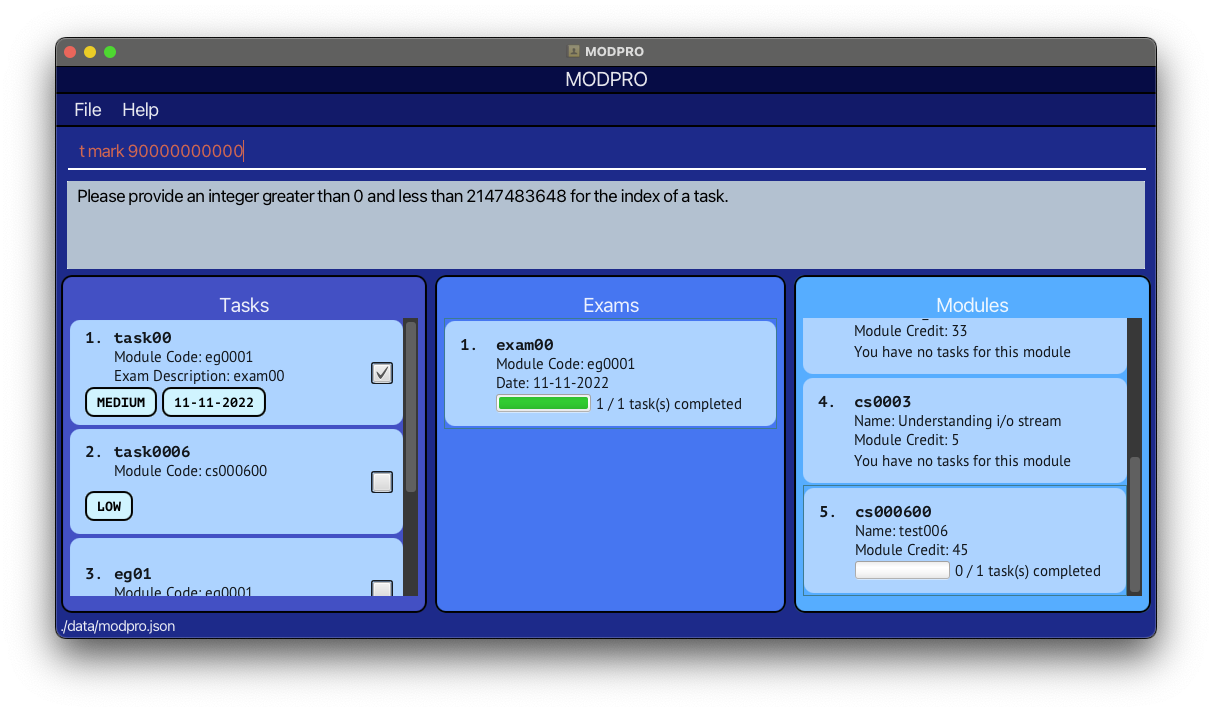 MODPRO
MODPRO
File Help
t mark 90000000000
Please provide an integer greater than 0 and less than 2147483648 for the index of a task.
Tasks
1. task00
Module Code: eg0001
Exam Description: exam00
MEDIUM 11-11-2022
2. task0006
Module Code: cs000600
LOW
3. eg01
Module Code: eg0001
Exams
1. exam00
Module Code: eg0001
Date: 11-11-2022
1 / 1 task(s) completed
Modules
Module Credit: 33
You have no tasks for this module
4. cs0003
Name: Understanding i/o stream
Module Credit: 5
You have no tasks for this module
5. cs000600
Name: test006
Module Credit: 45
0 / 1 task(s) completed
./data/modpro.json